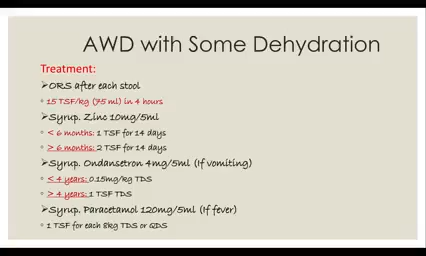 AWD with Some Dehydration
Treatment:
➢ORS after each stool
◦ 15 TSF/kg (75 ml) in 4 hours
➢Syrup. Zinc 10mg/5ml
◦ < 6 months: 1 TSF for 14 days
◦ > 6 months: 2 TSF for 14 days
➢Syrup. Ondansetron 4mg/5ml (If vomiting)
◦ < 4 years: 0.15mg/kg TDS
◦ > 4 years: 1 TSF TDS
➢Syrup. Paracetamol 120mg/5ml (If fever)
◦ 1 TSF for each 8kg TDS or QDS